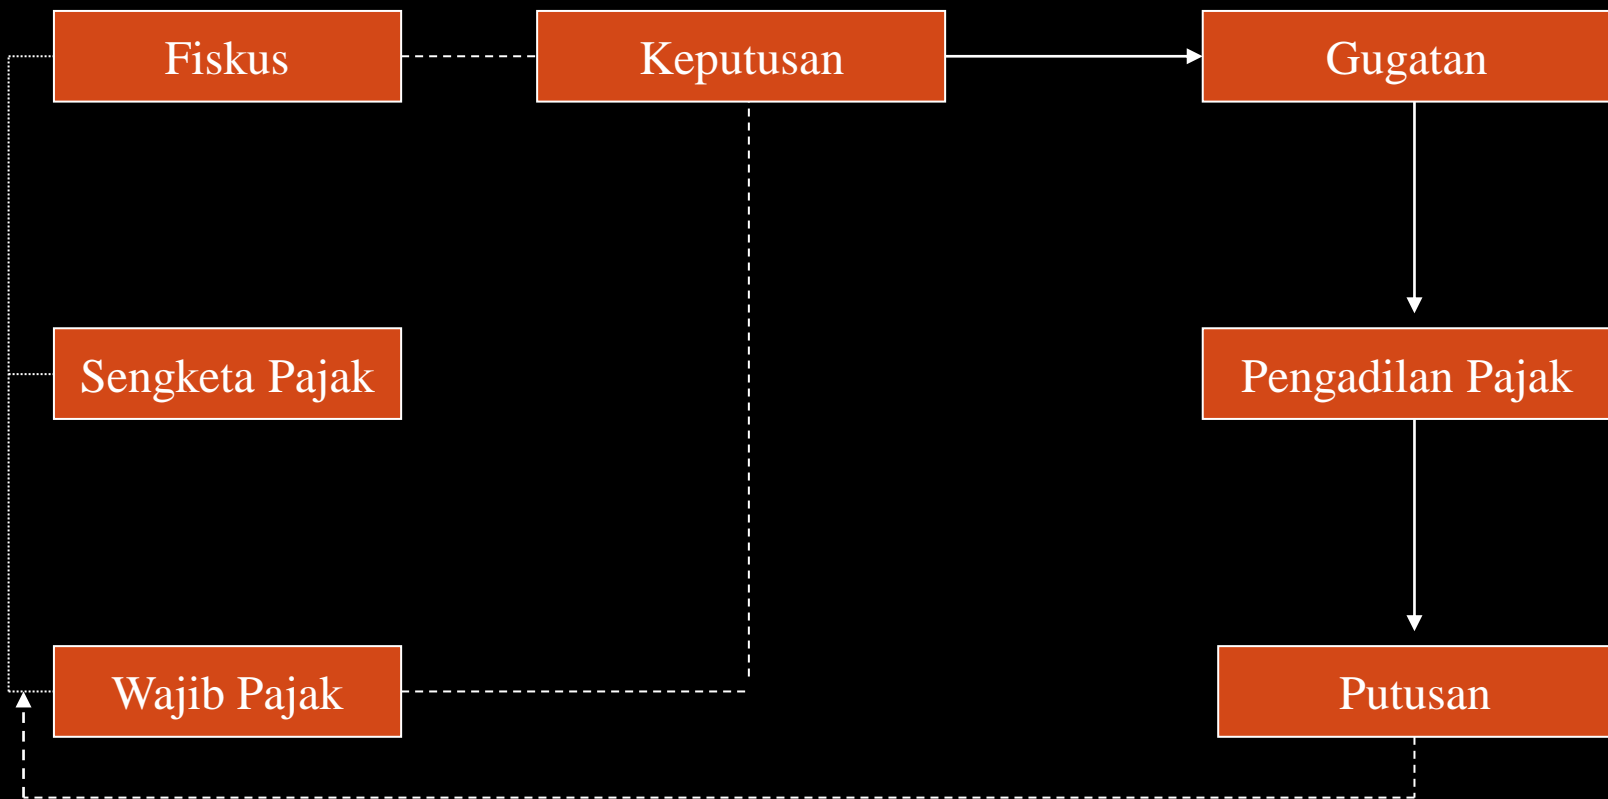 Fiskus
Keputusan
Gugatan
Sengketa Pajak
Pengadilan Pajak
Wajib Pajak
Putusan